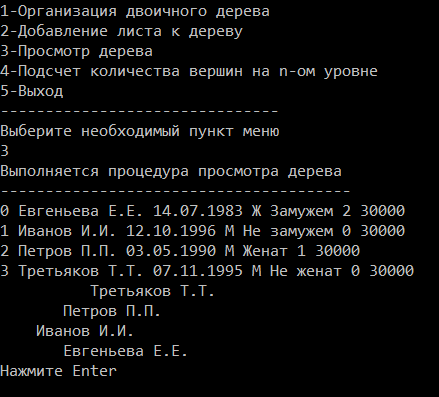 1-Организация двоичного дерева
2-Добавление листа к дереву
3-Просмотр дерева
4-Подсчет количества вершин на n-ом уровне
5-Выход
-------------------------------
Выберите необходимый пункт меню
3
Выполняется процедура просмотра дерева
---------------------------------------
0 Евгеньева Е.Е. 14.07.1983 Ж Замужем 2 30000
1 Иванов И.И. 12.10.1996 М Не замужем 0 30000
2 Петров П.П. 03.05.1990 М Женат 1 30000
3 Третьяков Т.Т. 07.11.1995 М Не женат 0 30000
Третьяков Т.Т.
Петров П.П.
Иванов И.И.
Евгеньева Е.Е.
Нажмите Enter